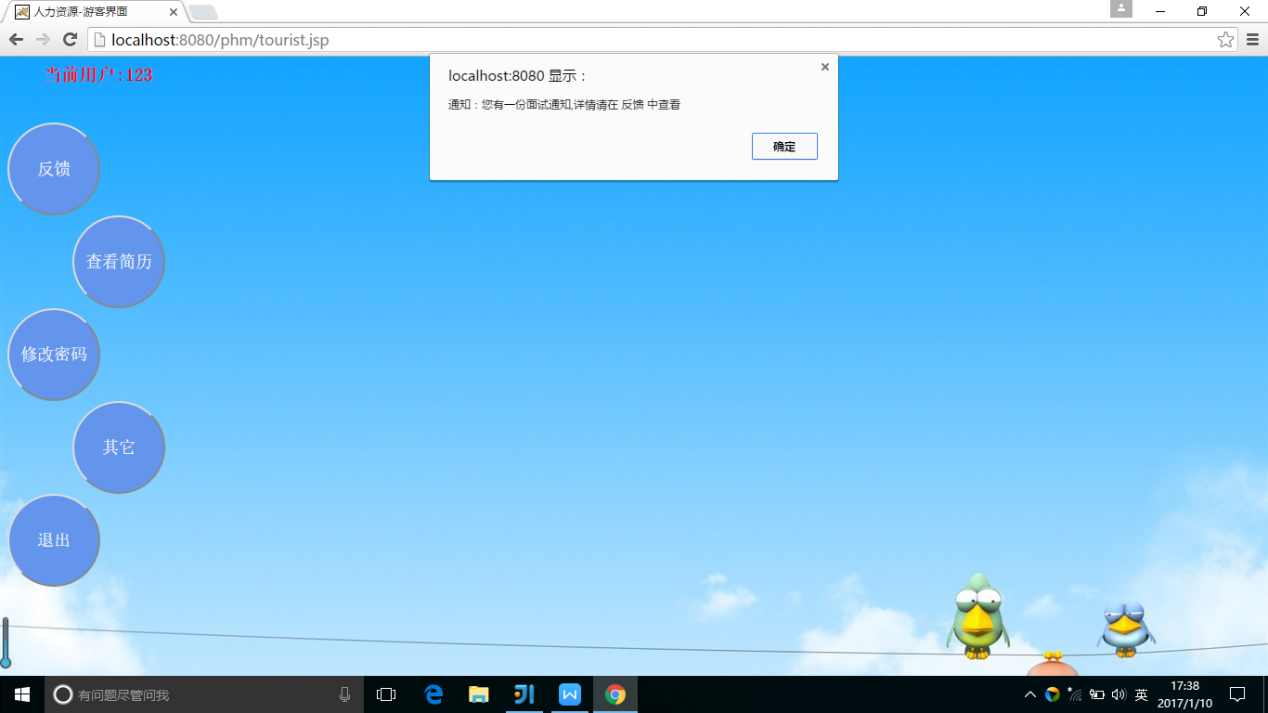 人力资源-游客界面
localhost:8080/phm/tourist.jsp
当前用户:123
localhost:8080 显示：
通知：您有一份面试通知,详情请在 反馈 中查看
确定
反馈
查看简历
修改密码
其它
退出
有问题尽管问我
英
17:38
2017/1/10